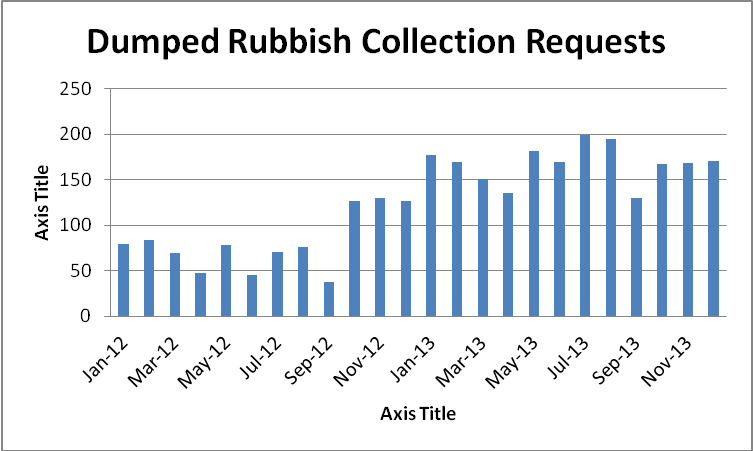 Dumped Rubbish Collection Requests
250
200
150
100
50
0
Axis Title
Jan-12
Mar-12
May-12
Jul-12
Sep-12
Nov-12
Jan-13
Mar-13
May-13
Jul-13
Sep-13
Nov-13
Axis Title